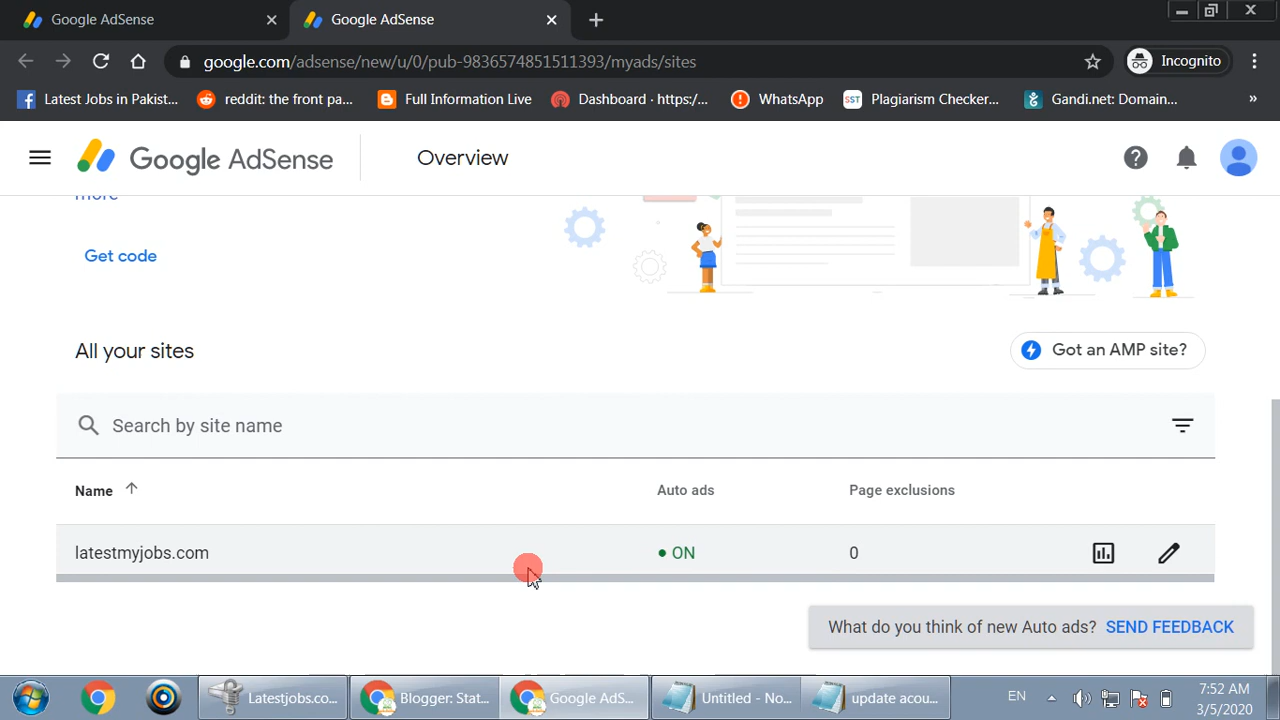 Google AdSense
Google AdSense
google.com/adsense/new/u/0/pub-9836574851511393/myads/sites
Incognito
Latest Jobs in Pakist...
reddit: the front pa...
Full Information Live
Dashboard · https:/...
WhatsApp
SST
Plagiarism Checker...
Gandi.net: Domain...
»
Google AdSense
Overview
more
Get code
All your sites
Got an AMP site?
Search by site name
Name
Auto ads
Page exclusions
latestmyjobs.com
ON
0
What do you think of new Auto ads? SEND FEEDBACK
Latestjobs.co...
Blogger: Stat...
Google AdS...
Untitled - No...
update acou...
EN
7:52 AM
3/5/2020